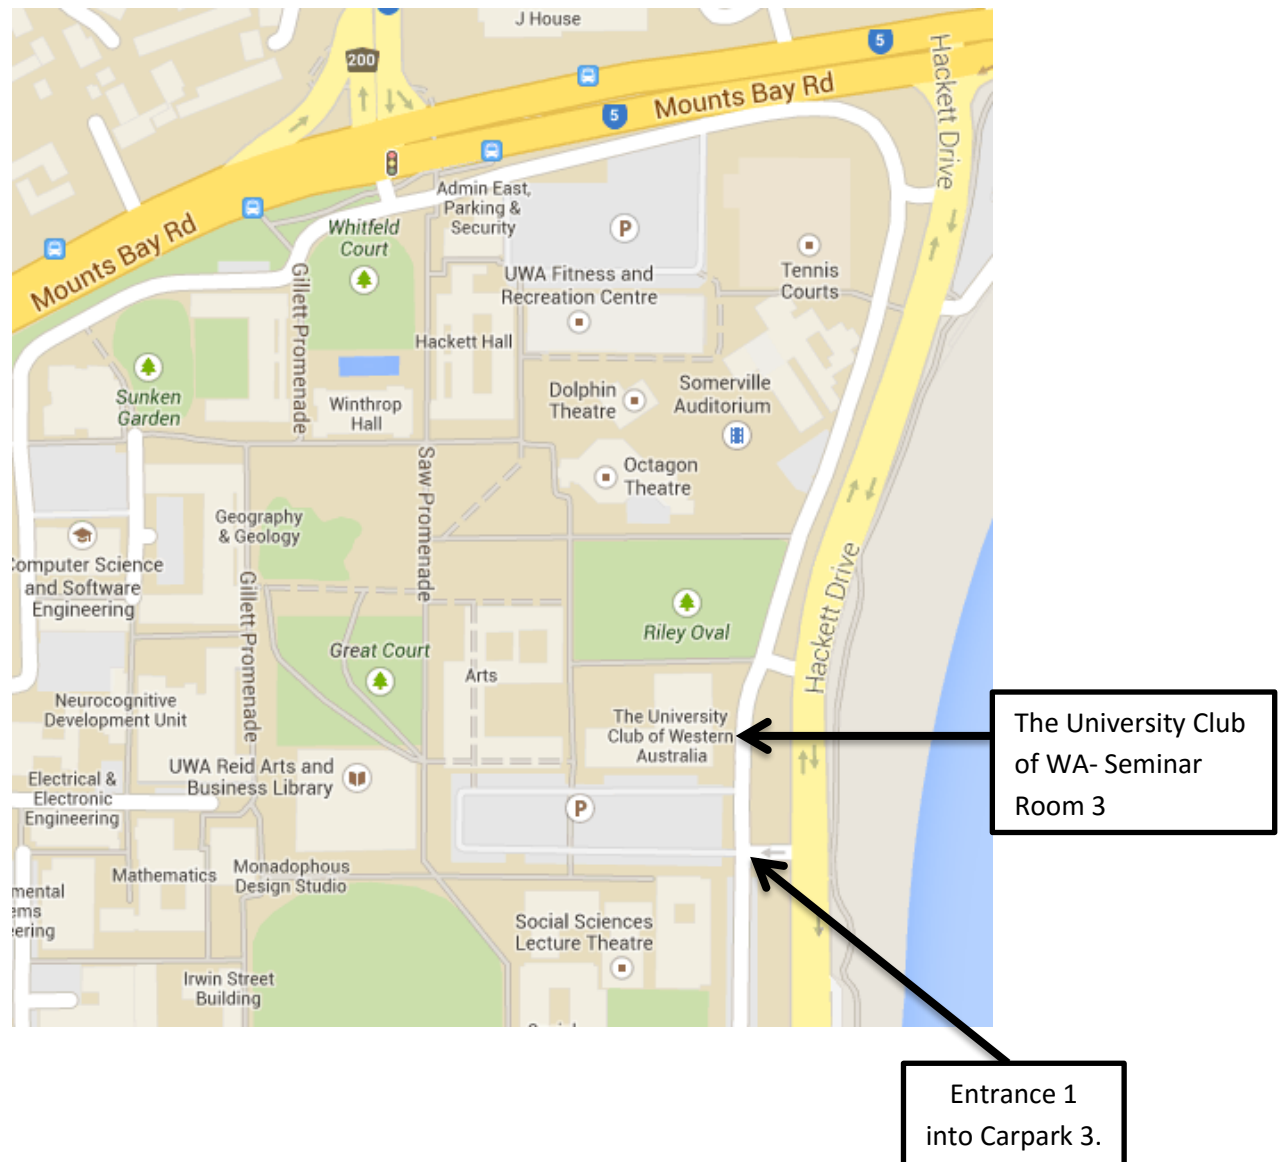 J House
200
5
Hackett Drive
Mounts Bay Rd
5
Admin East,
Parking &
Security
Whitfeld
Court
P
Mounts Bay Rd
Gillett Promenade
UWA Fitness and
Recreation Centre
Tennis
Courts
Hackett Hall
Sunken
Garden
Winthrop
Hall
Dolphin
Theatre
Somerville
Auditorium
Saw Promenade
Octagon
Theatre
Geography
& Geology
Computer Science
and Software
Engineering
Gillett Promenade
Hackett Drive
Riley Oval
Great Court
Arts
Neurocognitive
Development Unit
The University
Club of Western
Australia
The University Club
of WA- Seminar
Room 3
UWA Reid Arts and
Business Library
Electrical &
Electronic
Engineering
P
Mathematics
Monadophous
Design Studio
mental
ems
ering
Social Sciences
Lecture Theatre
Irwin Street
Building
Entrance 1
into Carpark 3.